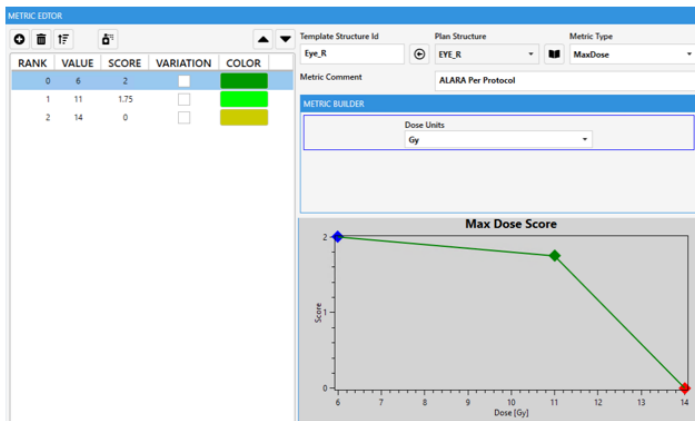 METRIC EDTOR
RANK VALUE SCORE VARIATION COLOR
0 6 2
1 11 1.75
2 14 0
Template Structure Id
Eye_R
Plan Structure
EYE_R
Metric Type
MaxDose
Metric Comment
ALARA Per Protocol
METRIC BUILDER
Dose Units
Gy
Max Dose Score
Score
2
1
0
6 7 8 9 10 11 12 13 14
Dose [Gy]